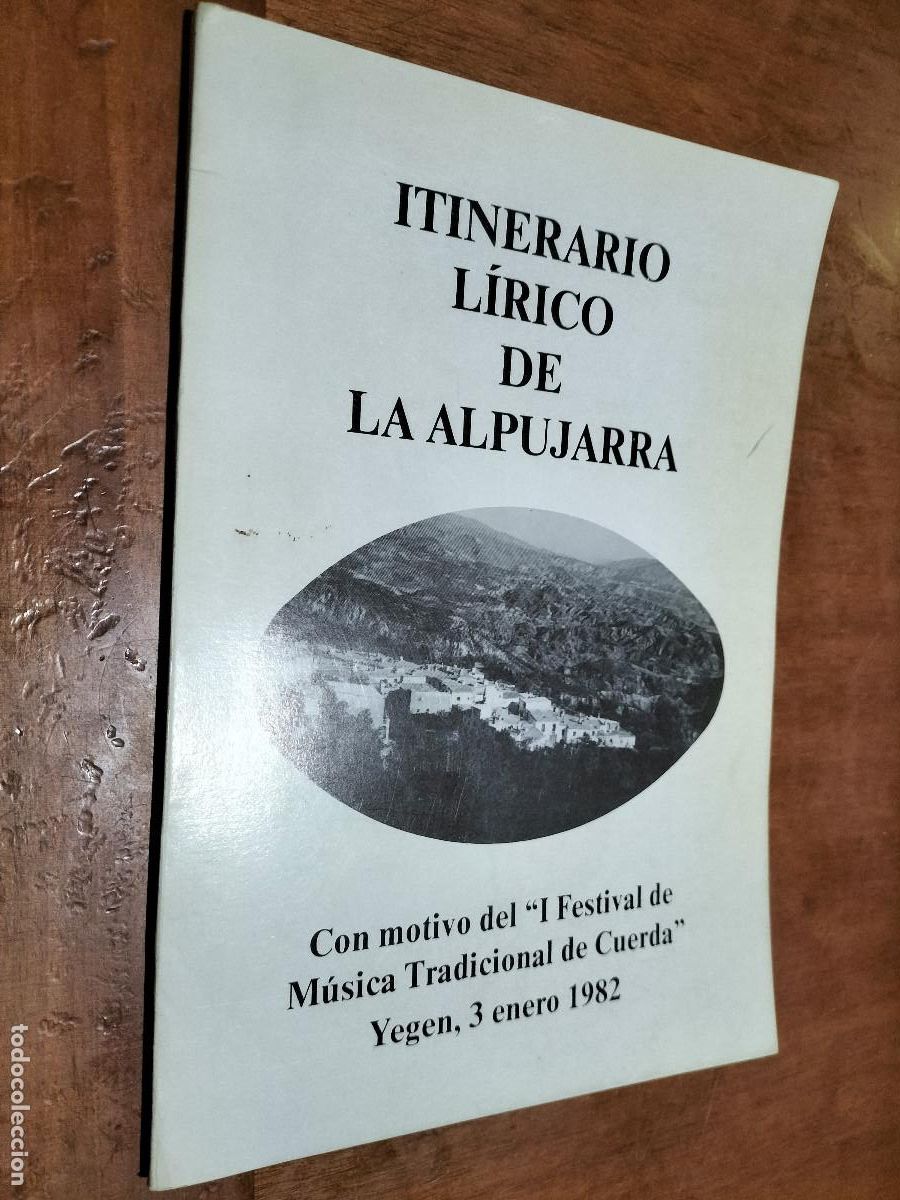 ITINERARIO
LÍRICO
DE
LA ALPUJARRA
Con motivo del “I Festival de
Música Tradicional de Cuerda”
Yegen, 3 enero 1982
todocoleccion